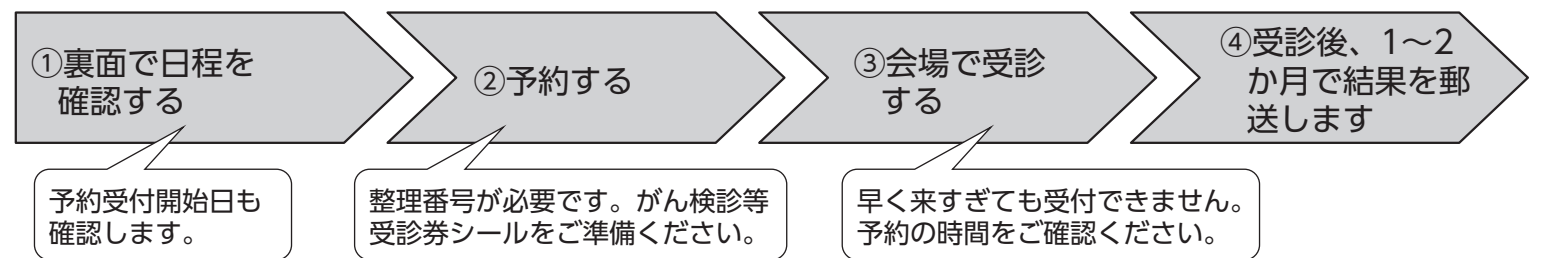 ①裏面で日程を
確認する
②予約する
③会場で受診
する
④受診後、1～2
か月で結果を郵
送します
予約受付開始日も
確認します。
整理番号が必要です。がん検診等
受診券シールをご準備ください。
早く来すぎても受付できません。
予約の時間をご確認ください。